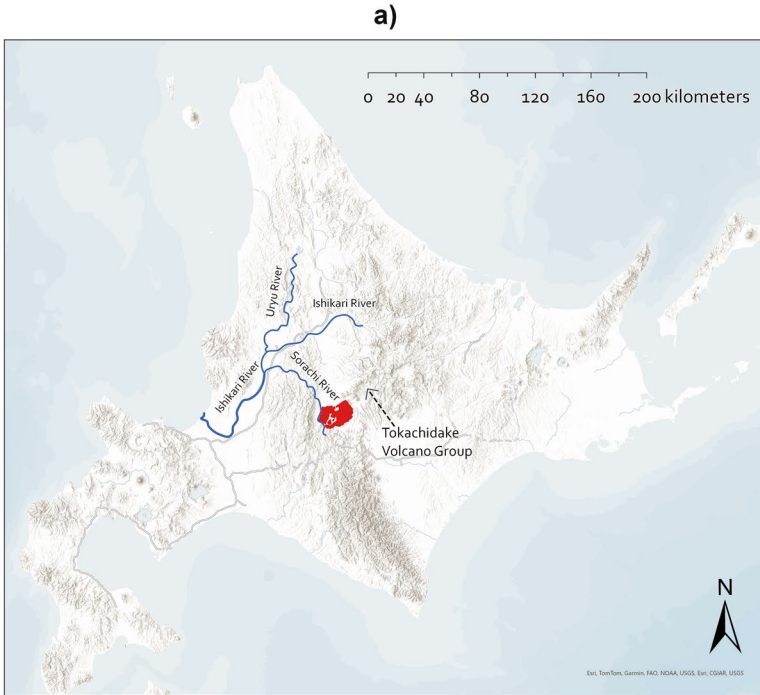 a)
0 20 40 80 120 160 200 kilometers
Uryu River
Ishikari River
Ishikari River
Sorachi River
Tokachidake
Volcano Group
N
Esri, TomTom, Garmin, FAO, NOAA, USGS, Esri, CGIAR, USGS